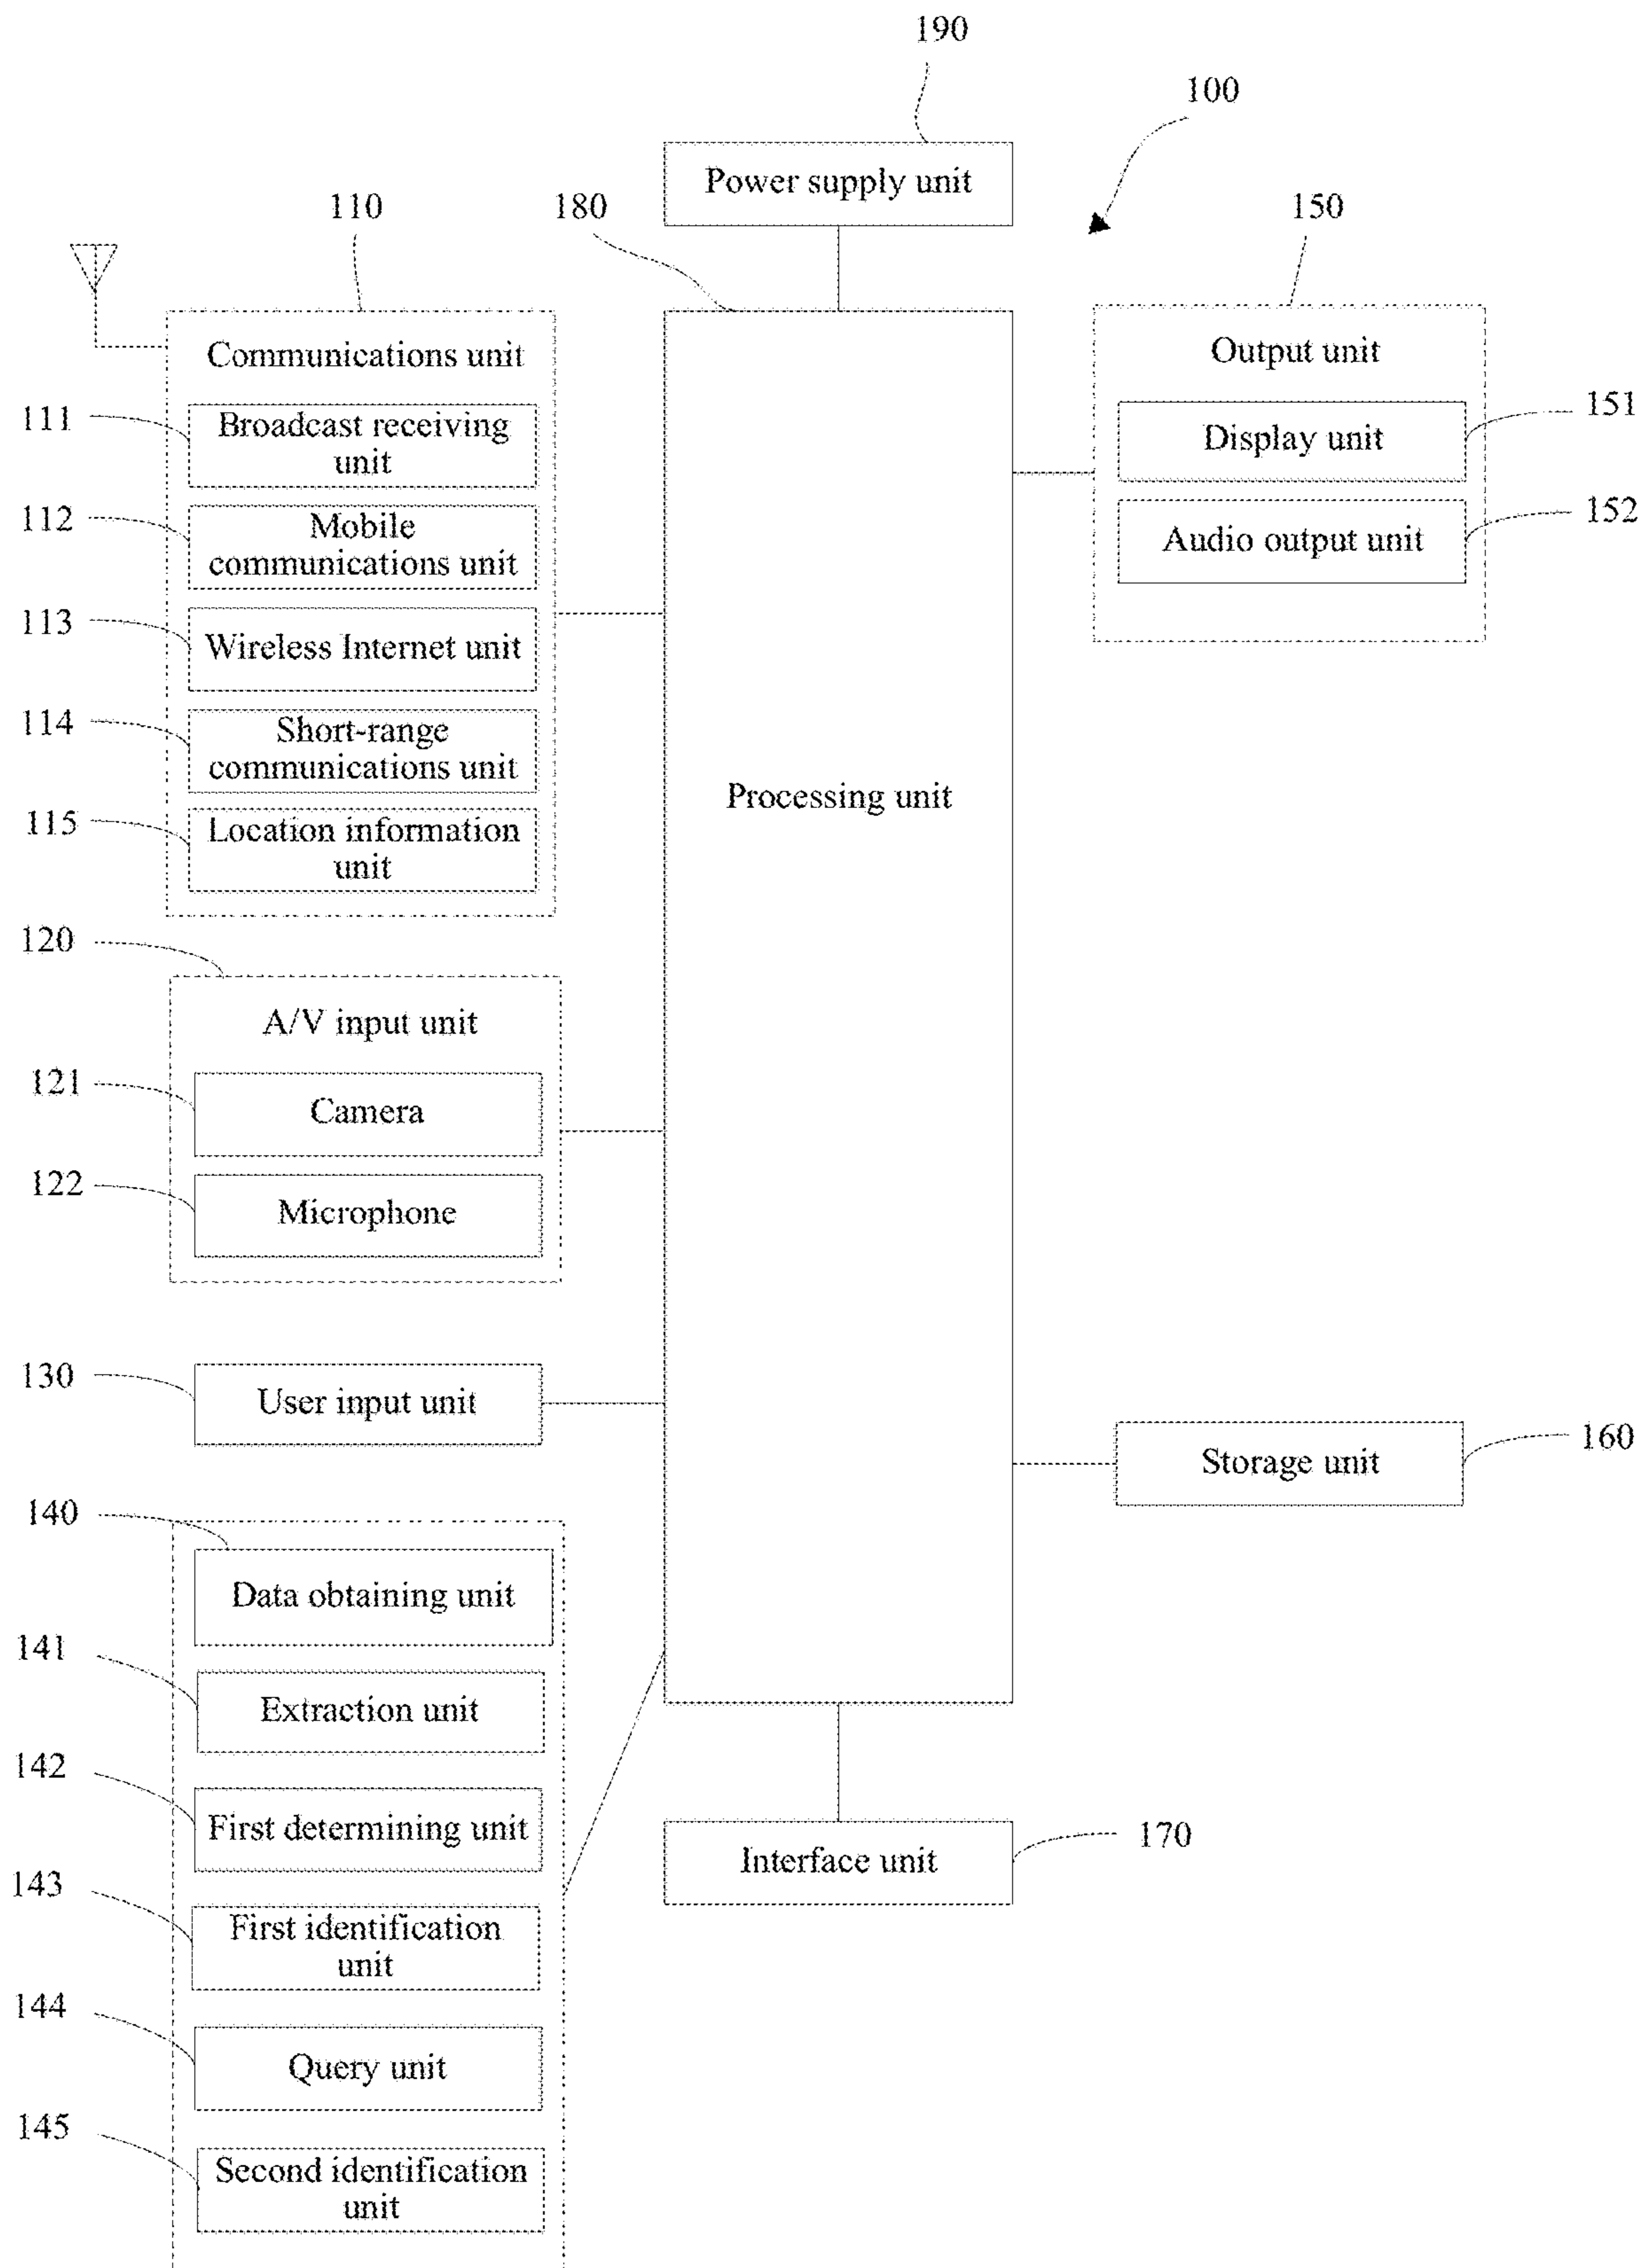 190
100
Power supply unit
110
180
150
Communications unit
Output unit
111
Broadcast receiving
unit
151
Display unit
112
Mobile
communications unit
152
Audio output unit
113
Wireless Internet unit
114
Short-range
communications unit
Processing unit
115
Location information
unit
120
A/V input unit
121
Camera
122
Microphone
130
User input unit
160
Storage unit
140
Data obtaining unit
141
Extraction unit
142
First determining unit
170
Interface unit
143
First identification
unit
144
Query unit
145
Second identification
unit